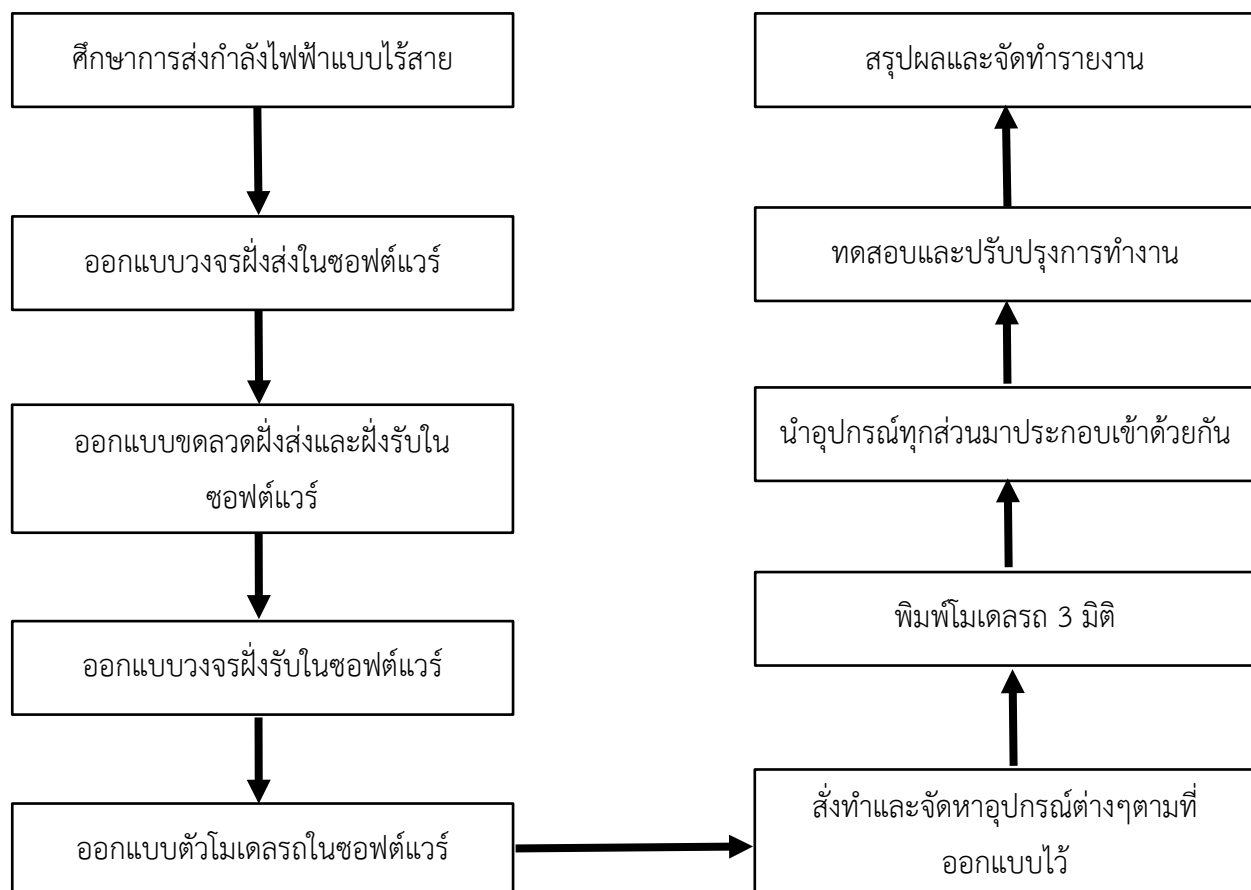 ศึกษาการส่งกำลังไฟฟ้าแบบไร้สาย
ออกแบบวงจรฝั่งส่งในซอฟต์แวร์
ออกแบบขดลวดฝั่งส่งและฝั่งรับใน
ซอฟต์แวร์
ออกแบบวงจรฝั่งรับในซอฟต์แวร์
ออกแบบตัวโมเดลรถในซอฟต์แวร์
สั่งทำและจัดหาอุปกรณ์ต่างๆตามที่
ออกแบบไว้
พิมพ์โมเดลรถ 3 มิติ
นำอุปกรณ์ทุกส่วนมาประกอบเข้าด้วยกัน
ทดสอบและปรับปรุงการทำงาน
สรุปผลและจัดทำรายงาน